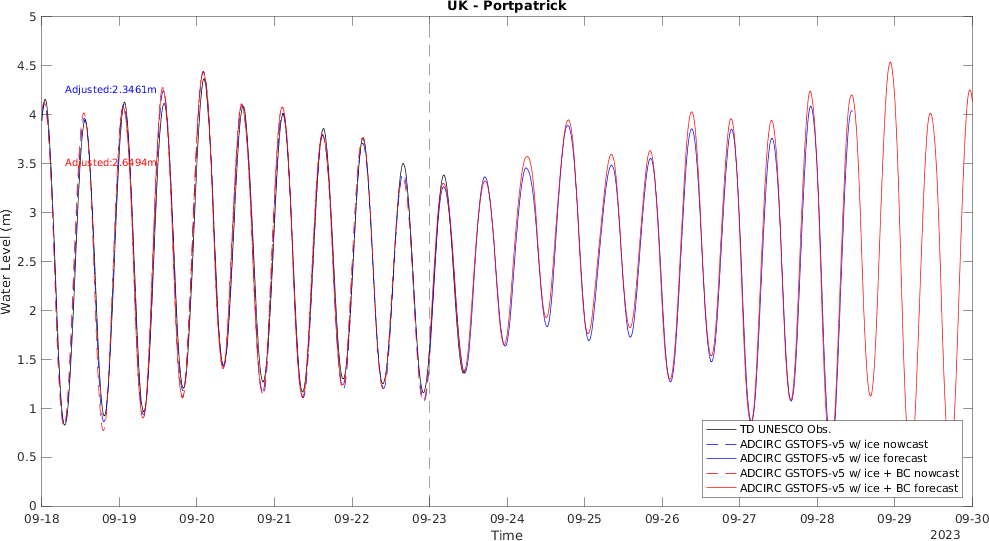 UK - Portpatrick
5
4.5
4
3.5
3
2.5
2
1.5
1
0.5
0
Water Level (m)
Adjusted:2.3461m
Adjusted:2.6494m
TD UNESCO Obs.
ADCIRC GSTOFS-v5 w/ ice nowcast
ADCIRC GSTOFS-v5 w/ ice forecast
ADCIRC GSTOFS-v5 w/ ice + BC nowcast
ADCIRC GSTOFS-v5 w/ ice + BC forecast
09-18 09-19 09-20 09-21 09-22 09-23 09-24 09-25 09-26 09-27 09-28 09-29 09-30
Time
2023